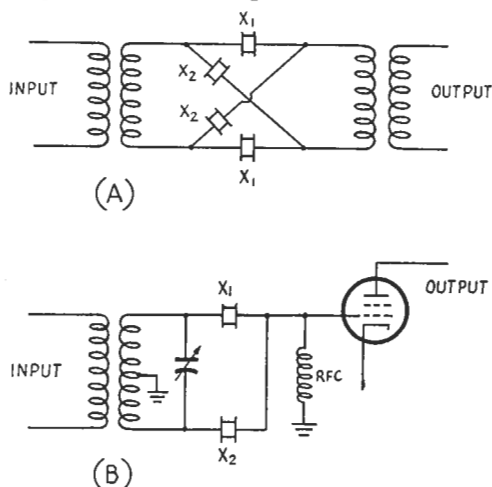 X₁
X₂
INPUT
X₂
OUTPUT
X₁
(A)
X₁
OUTPUT
INPUT
RFC
X₂
(B)